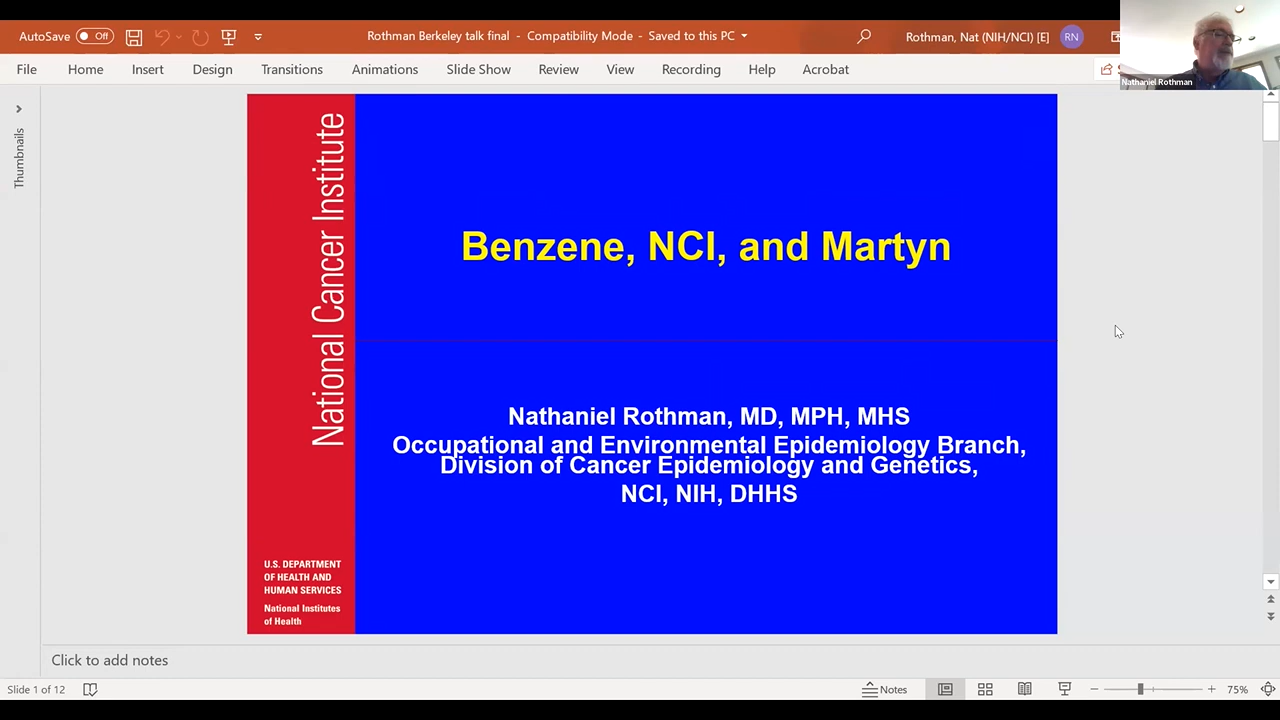 AutoSave
Off
Rothman Berkeley talk final - Compatibility Mode - Saved to this PC
Rothman, Nat (NIH/NCI) [E]
RN
Nathaniel Rothman
File
Home
Insert
Design
Transitions
Animations
Slide Show
Review
View
Recording
Help
Acrobat
Thumbnails
National Cancer Institute
Benzene, NCI, and Martyn
Nathaniel Rothman, MD, MPH, MHS
Occupational and Environmental Epidemiology Branch,
Division of Cancer Epidemiology and Genetics,
NCI, NIH, DHHS
U.S. DEPARTMENT
OF HEALTH AND
HUMAN SERVICES
National Institutes
of Health
Click to add notes
Slide 1 of 12
Notes
75%